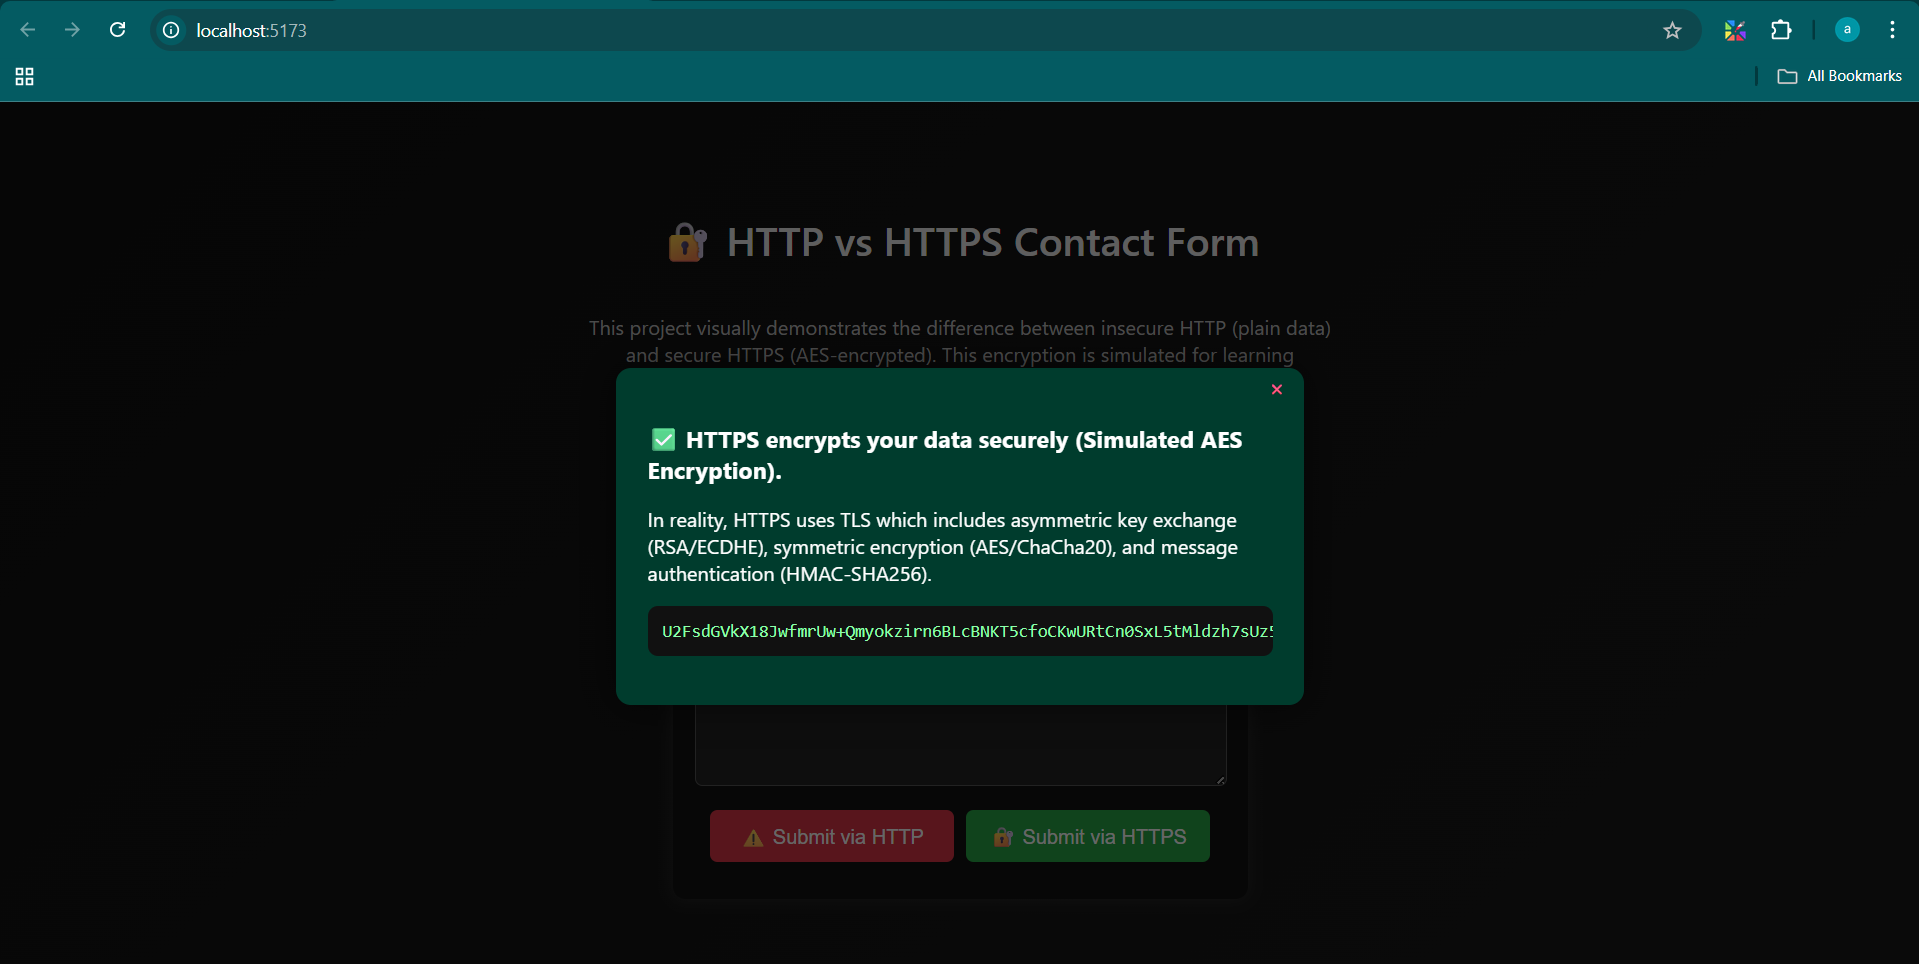 localhost:5173
a
All Bookmarks
HTTP vs HTTPS Contact Form
This project visually demonstrates the difference between insecure HTTP (plain data)
and secure HTTPS (AES-encrypted). This encryption is simulated for learning
×
HTTPS encrypts your data securely (Simulated AES
Encryption).
In reality, HTTPS uses TLS which includes asymmetric key exchange
(RSA/ECDHE), symmetric encryption (AES/ChaCha20), and message
authentication (HMAC-SHA256).
U2FsdGVkX18JwfmrUw+Qmyokzirn6BLcBNKT5cfoCKwURtCn0SxL5tMldzh7sUz5
Submit via HTTP
Submit via HTTPS